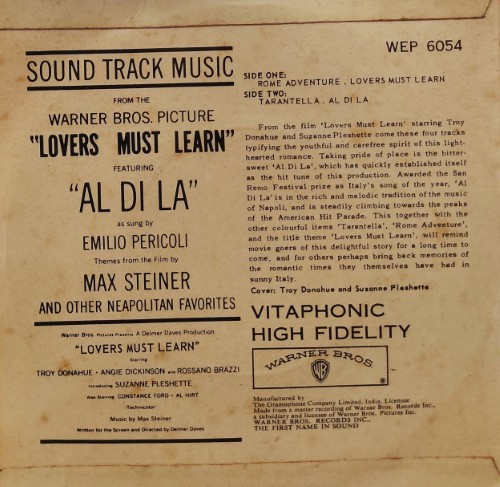 WEP 6054
SOUND TRACK MUSIC
FROM THE
WARNER BROS. PICTURE
"LOVERS MUST LEARN"
FEATURING
"AL DI LA"
as sung by
EMILIO PERICOLI
Themes from the Film by
MAX STEINER
AND OTHER NEAPOLITAN FAVORITES
Warner Bros. Pictures Presents A Delmer Daves Production
"LOVERS MUST LEARN"
Starring
TROY DONAHUE · ANGIE DICKINSON and ROSSANO BRAZZI
Introducing SUZANNE PLESHETTE
Also Starring CONSTANCE FORD · AL HIRT
Technicolor
Music by Max Steiner
Written for the Screen and Directed by Delmer Daves
SIDE ONE:
ROME ADVENTURE . LOVERS MUST LEARN
SIDE TWO:
TARANTELLA . AL DI LA
From the film 'Lovers Must Learn' starring Troy
Donahue and Suzanne Pleshette come these four tracks
typifying the youthful and carefree spirit of this light-
hearted romance. Taking pride of place is the bitter-
sweet 'Al Di La', which has quickly established itself
as the hit tune of this production. Awarded the San
Remo Festival prize as Italy's song of the year, 'Al
Di La' is in the rich and melodic tradition of the music
of Napoli, and is steadily climbing towards the peaks
of the American Hit Parade. This together with the
other colourful items 'Tarantella', 'Rome Adventure',
and the title theme 'Lovers Must Learn', will remind
movie goers of this delightful story for a long time to
come, and for others perhaps bring back memories of
the romantic times they themselves have had in
sunny Italy.
Cover: Troy Donahue and Suzanne Pleshette
VITAPHONIC
HIGH FIDELITY
WARNER BROS.
WB
®
Manufactured by
The Gramophone Company Limited, India, Licensee
Made from a master recording of Warner Bros. Records Inc.,
a subsidiary and licensee of Warner Bros. Pictures Inc.
WARNER BROS. RECORDS INC.,
THE FIRST NAME IN SOUND